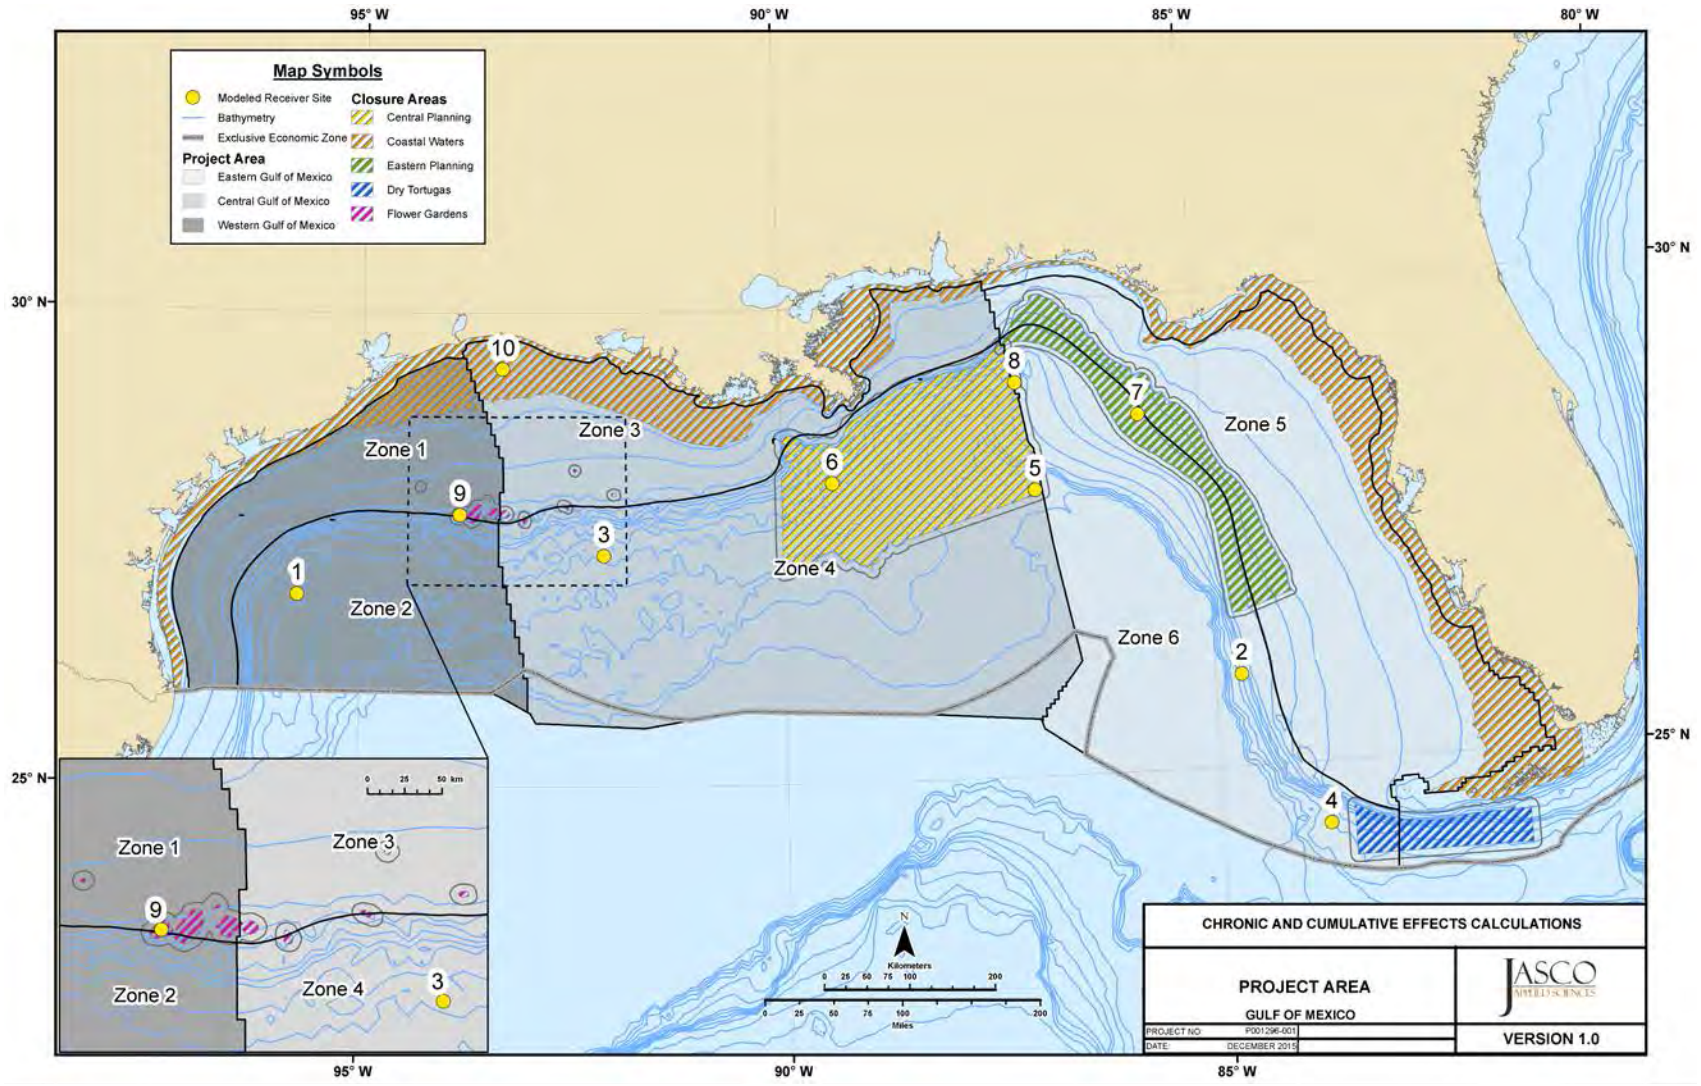 95° W
90° W
85° W
80° W
Map Symbols
Modeled Receiver Site
Bathymetry
Exclusive Economic Zone
Project Area
Eastern Gulf of Mexico
Central Gulf of Mexico
Western Gulf of Mexico
Closure Areas
Central Planning
Coastal Waters
Eastern Planning
Dry Tortugas
Flower Gardens
30° N
30° N
10
8
7
Zone 5
Zone 3
Zone 1
6
5
9
3
Zone 4
1
Zone 2
Zone 6
2
25° N
25° N
4
0 25 50 km
Zone 1
Zone 3
9
3
Zone 2
Zone 4
N
Kilometers
0 25 50 75 100 200
0 25 50 75 100 200
Miles
CHRONIC AND CUMULATIVE EFFECTS CALCULATIONS
PROJECT AREA
GULF OF MEXICO
JASCO
APPLIED SCIENCES
PROJECT NO P001296-001
DATE: DECEMBER 2015
VERSION 1.0
95° W
90° W
85° W